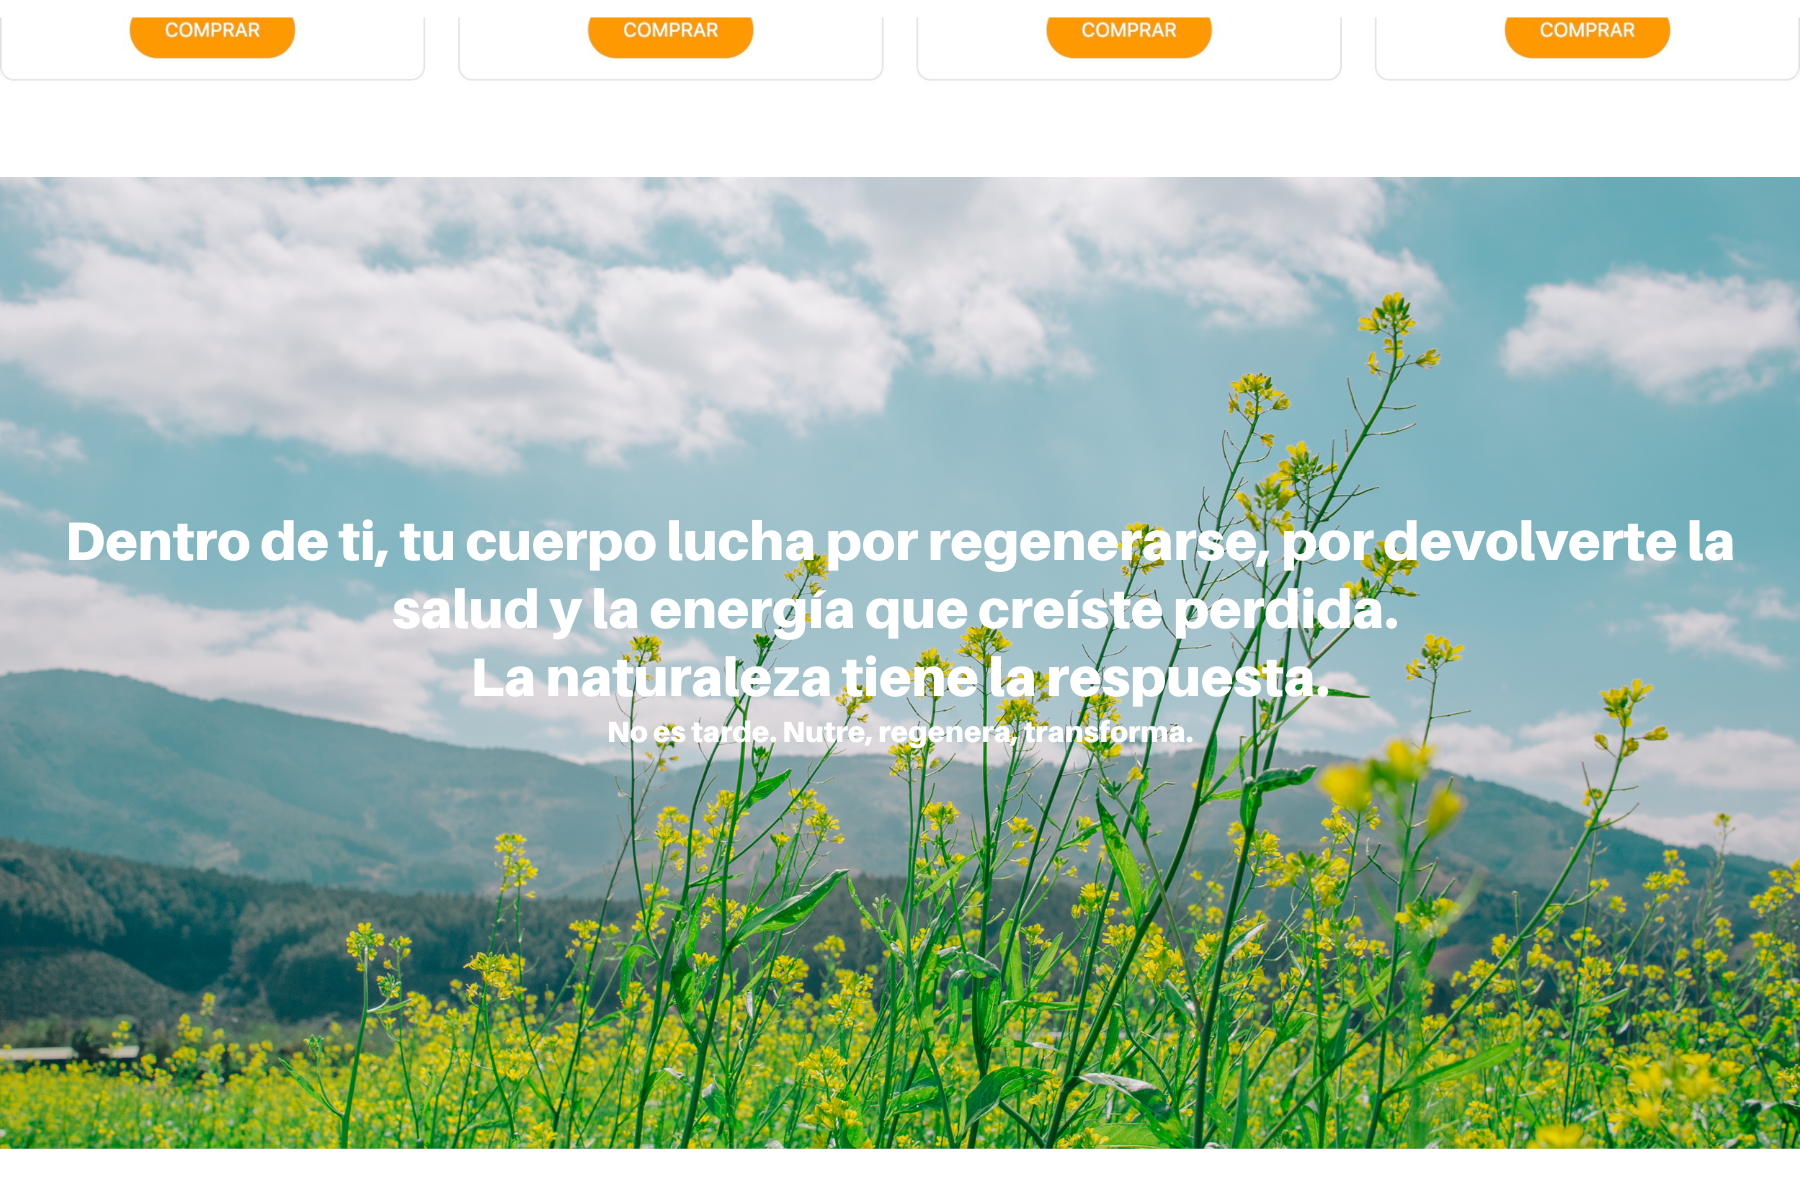 COMPRAR COMPRAR COMPRAR COMPRAR
Dentro de ti, tu cuerpo lucha por regenerarse, por devolverte la
salud y la energía que creíste perdida.
La naturaleza tiene la respuesta.
No es tarde. Nutre, regenera, transforma.